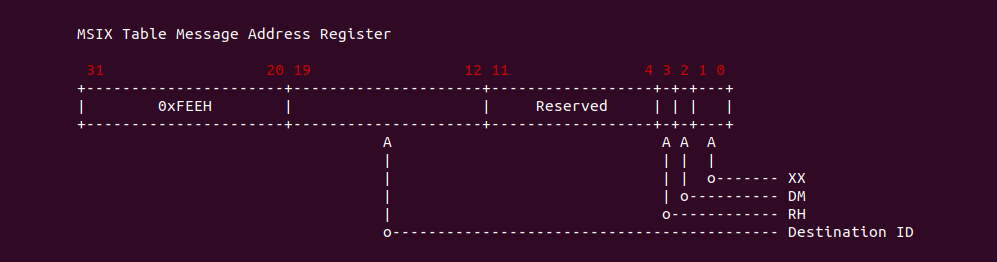 MSIX Table Message Address Register
31 20 19 12 11 4 3 2 1 0
0xFEEH Reserved
A A A A
XX
DM
RH
Destination ID